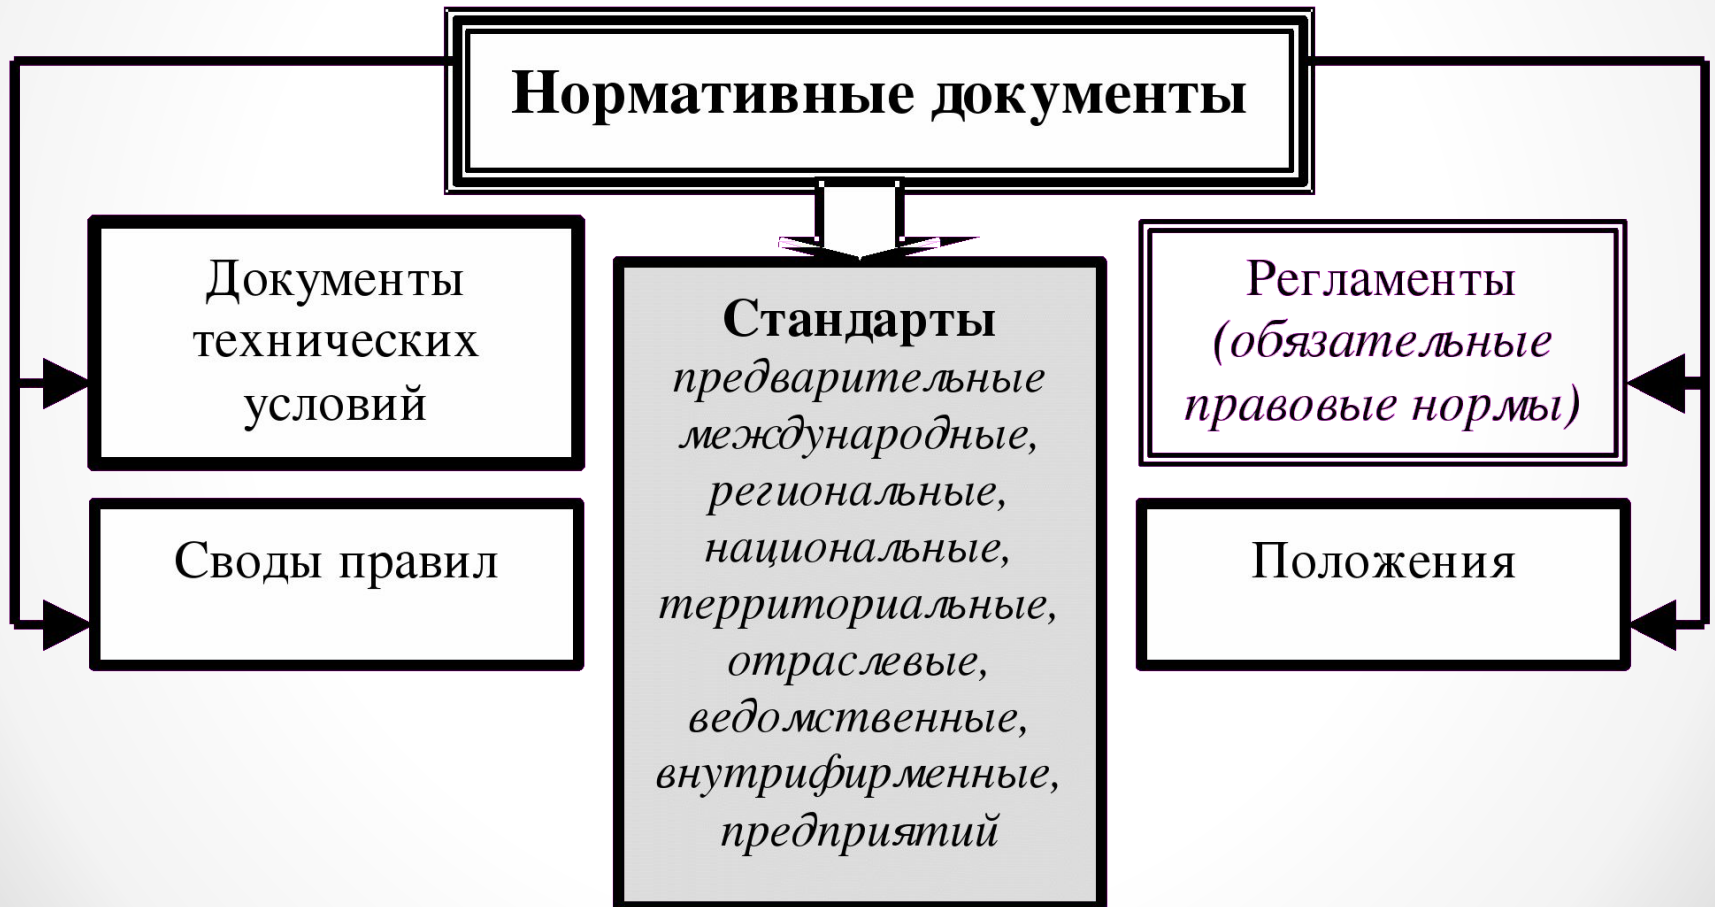 Нормативные документы
Документы
технических
условий
Своды правил
Стандарты
предварительные
международные,
региональные,
национальные,
территориальные,
отраслевые,
ведомственные,
внутрифирменные,
предприятий
Регламенты
(обязательные
правовые нормы)
Положения